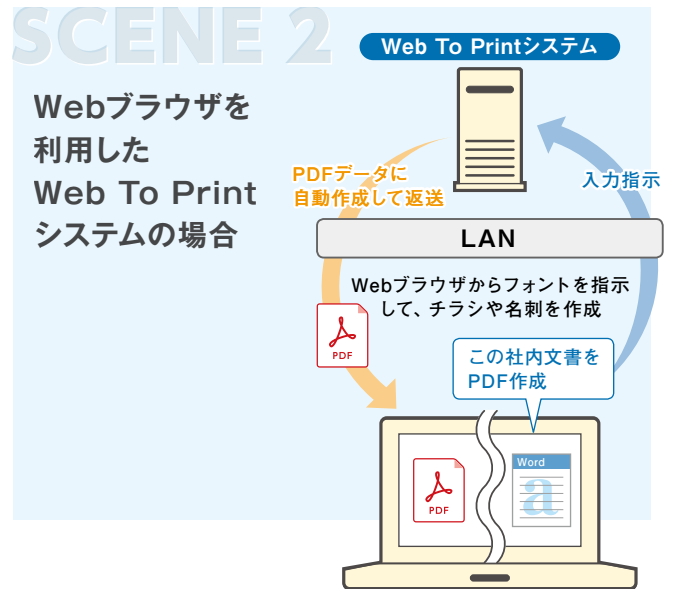 SCENE 2
Webブラウザを
利用した
Web To Print
システムの場合
Web To Printシステム
PDFデータに
自動作成して返送
入力指示
LAN
Webブラウザからフォントを指示
して、チラシや名刺を作成
PDF
この社内文書を
PDF作成
PDF
Word
a